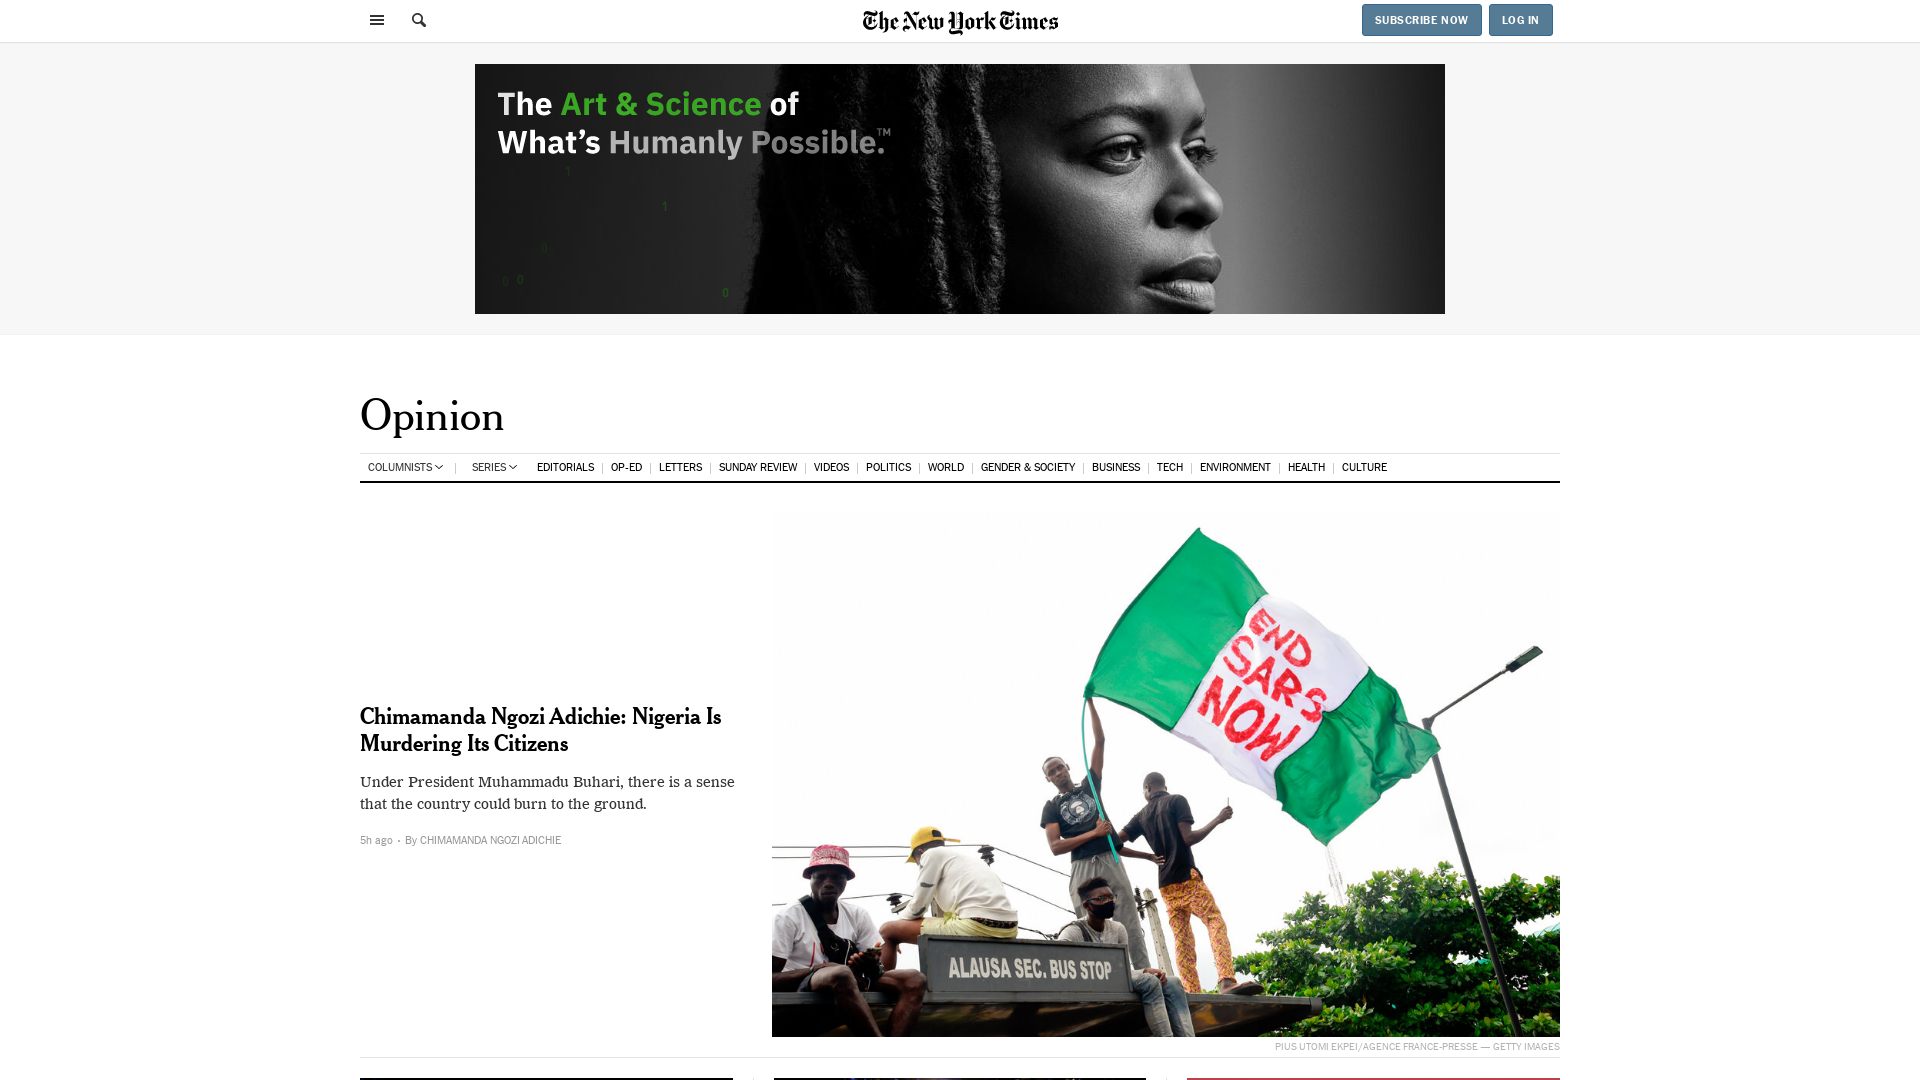 The New York Times
SUBSCRIBE NOW
LOG IN
The Art & Science of
What's Humanly Possible.™
1
1
0
0 0
0
Opinion
COLUMNISTS SERIES EDITORIALS OP-ED LETTERS SUNDAY REVIEW VIDEOS POLITICS WORLD GENDER & SOCIETY BUSINESS TECH ENVIRONMENT HEALTH CULTURE
Chimamanda Ngozi Adichie: Nigeria Is
Murdering Its Citizens
Under President Muhammadu Buhari, there is a sense
that the country could burn to the ground.
5h ago • By CHIMAMANDA NGOZI ADICHIE
END
SARS
NOW
ALAUSA SEC. BUS STOP
PIUS UTOMI EKPEI/AGENCE FRANCE-PRESSE — GETTY IMAGES